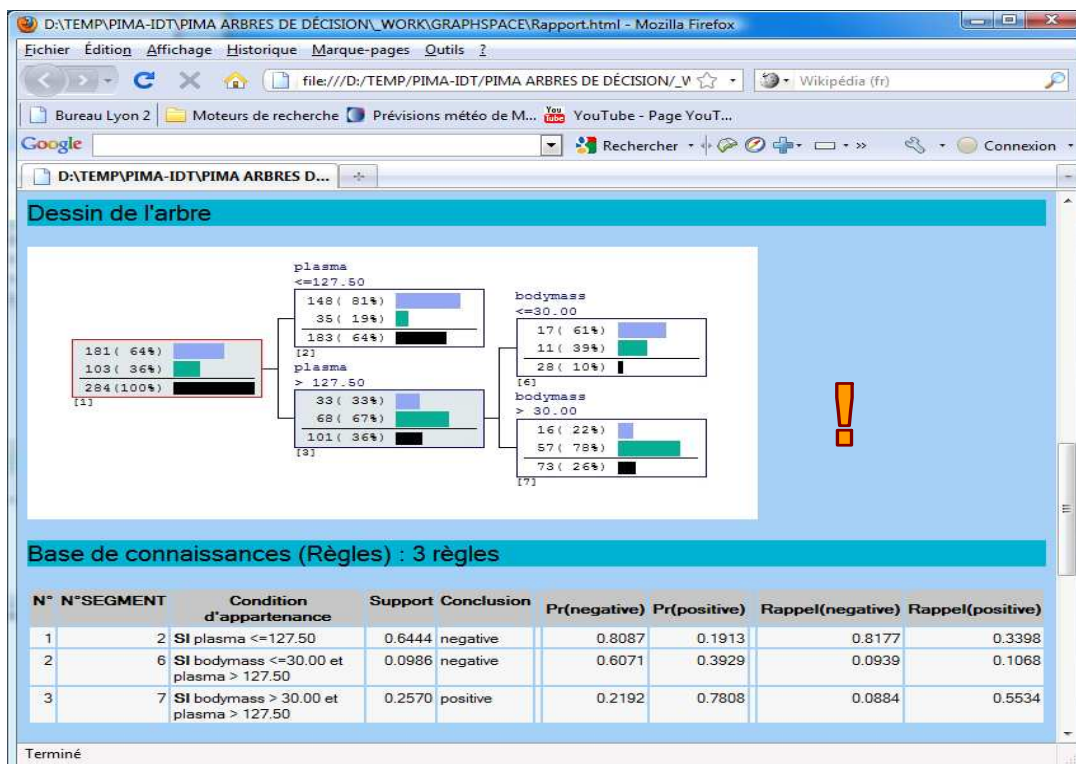 D:\TEMP\PIMA-IDT\PIMA ARBRES DE DÉCISION\_WORK\GRAPHSPACE\Rapport.html - Mozilla Firefox
Fichier Édition Affichage Historique Marque-pages Outils ?
file:///D:/TEMP/PIMA-IDT/PIMA ARBRES DE DÉCISION/_W Wikipédia (fr)
Bureau Lyon 2 Moteurs de recherche Prévisions météo de M... You Tube YouTube - Page YouT...
Google Rechercher » Connexion
D:\TEMP\PIMA-IDT\PIMA ARBRES D...
Dessin de l'arbre
plasma
<=127.50
148( 81%)
35( 19%)
183( 64%)
[2]
bodymass
<=30.00
17( 61%)
11( 39%)
28( 10%)
[6]
181( 64%)
103( 36%)
284(100%)
[1]
plasma
> 127.50
33( 33%)
68( 67%)
101( 36%)
[3]
bodymass
> 30.00
16( 22%)
57( 78%)
73( 26%)
[7]
!
Base de connaissances (Règles) : 3 règles
N° N°SEGMENT Condition d'appartenance Support Conclusion Pr(negative) Pr(positive) Rappel(negative) Rappel(positive)
1 2 SI plasma <=127.50 0.6444 negative 0.8087 0.1913 0.8177 0.3398
2 6 SI bodymass <=30.00 et plasma > 127.50 0.0986 negative 0.6071 0.3929 0.0939 0.1068
3 7 SI bodymass > 30.00 et plasma > 127.50 0.2570 positive 0.2192 0.7808 0.0884 0.5534
Terminé